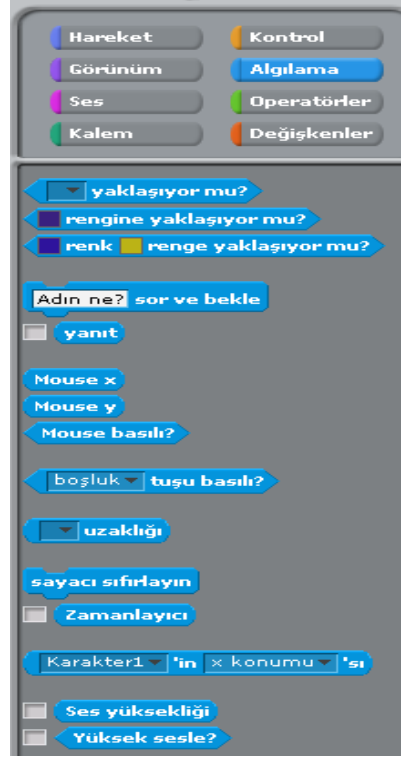 Hareket Kontrol
Görünüm Algılama
Ses Operatörler
Kalem Değişkenler
yaklaşıyor mu?
rengine yaklaşıyor mu?
renk renge yaklaşıyor mu?
Adın ne? sor ve bekle
yanıt
Mouse x
Mouse y
Mouse basılı?
boşluk tuşu basılı?
uzaklığı
sayacı sıfırlayın
Zamanlayıcı
Karakter1 'in x konumu 'sı
Ses yüksekliği
Yüksek sesle?